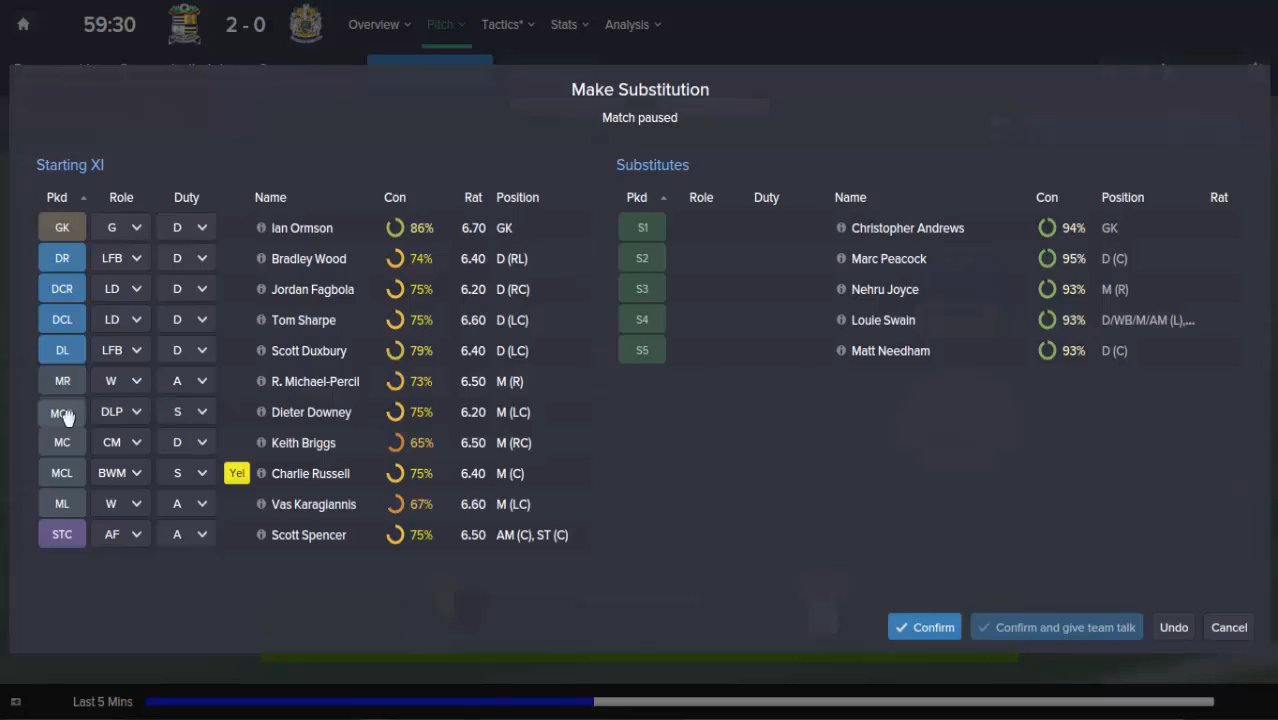 59:30 2 - 0 Overview Pitch Tactics* Stats Analysis
Make Substitution
Match paused
Starting XI
Pkd Role Duty Name Con Rat Position
GK G D Ian Ormson 86% 6.70 GK
DR LFB D Bradley Wood 74% 6.40 D (RL)
DCR LD D Jordan Fagbola 75% 6.20 D (RC)
DCL LD D Tom Sharpe 75% 6.60 D (LC)
DL LFB D Scott Duxbury 79% 6.40 D (LC)
MR W A R. Michael-Percil 73% 6.50 M (R)
DLP S Dieter Downey 75% 6.20 M (LC)
MC CM D Keith Briggs 65% 6.50 M (RC)
MCL BWM S Yel Charlie Russell 75% 6.40 M (C)
ML W A Vas Karagiannis 67% 6.60 M (LC)
STC AF A Scott Spencer 75% 6.50 AM (C), ST (C)
Substitutes
Pkd Role Duty Name Con Position Rat
S1 Christopher Andrews 94% GK
S2 Marc Peacock 95% D (C)
S3 Nehru Joyce 93% M (R)
S4 Louie Swain 93% D/WB/M/AM (L),...
S5 Matt Needham 93% D (C)
Confirm Confirm and give team talk Undo Cancel
Last 5 Mins